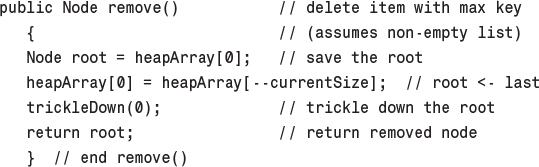 public Node remove()           // delete item with max key
   {                           // (assumes non-empty list)
   Node root = heapArray[0];   // save the root
   heapArray[0] = heapArray[--currentSize];  // root <- last
   trickleDown(0);             // trickle down the root
   return root;                // return removed node
   }  // end remove()